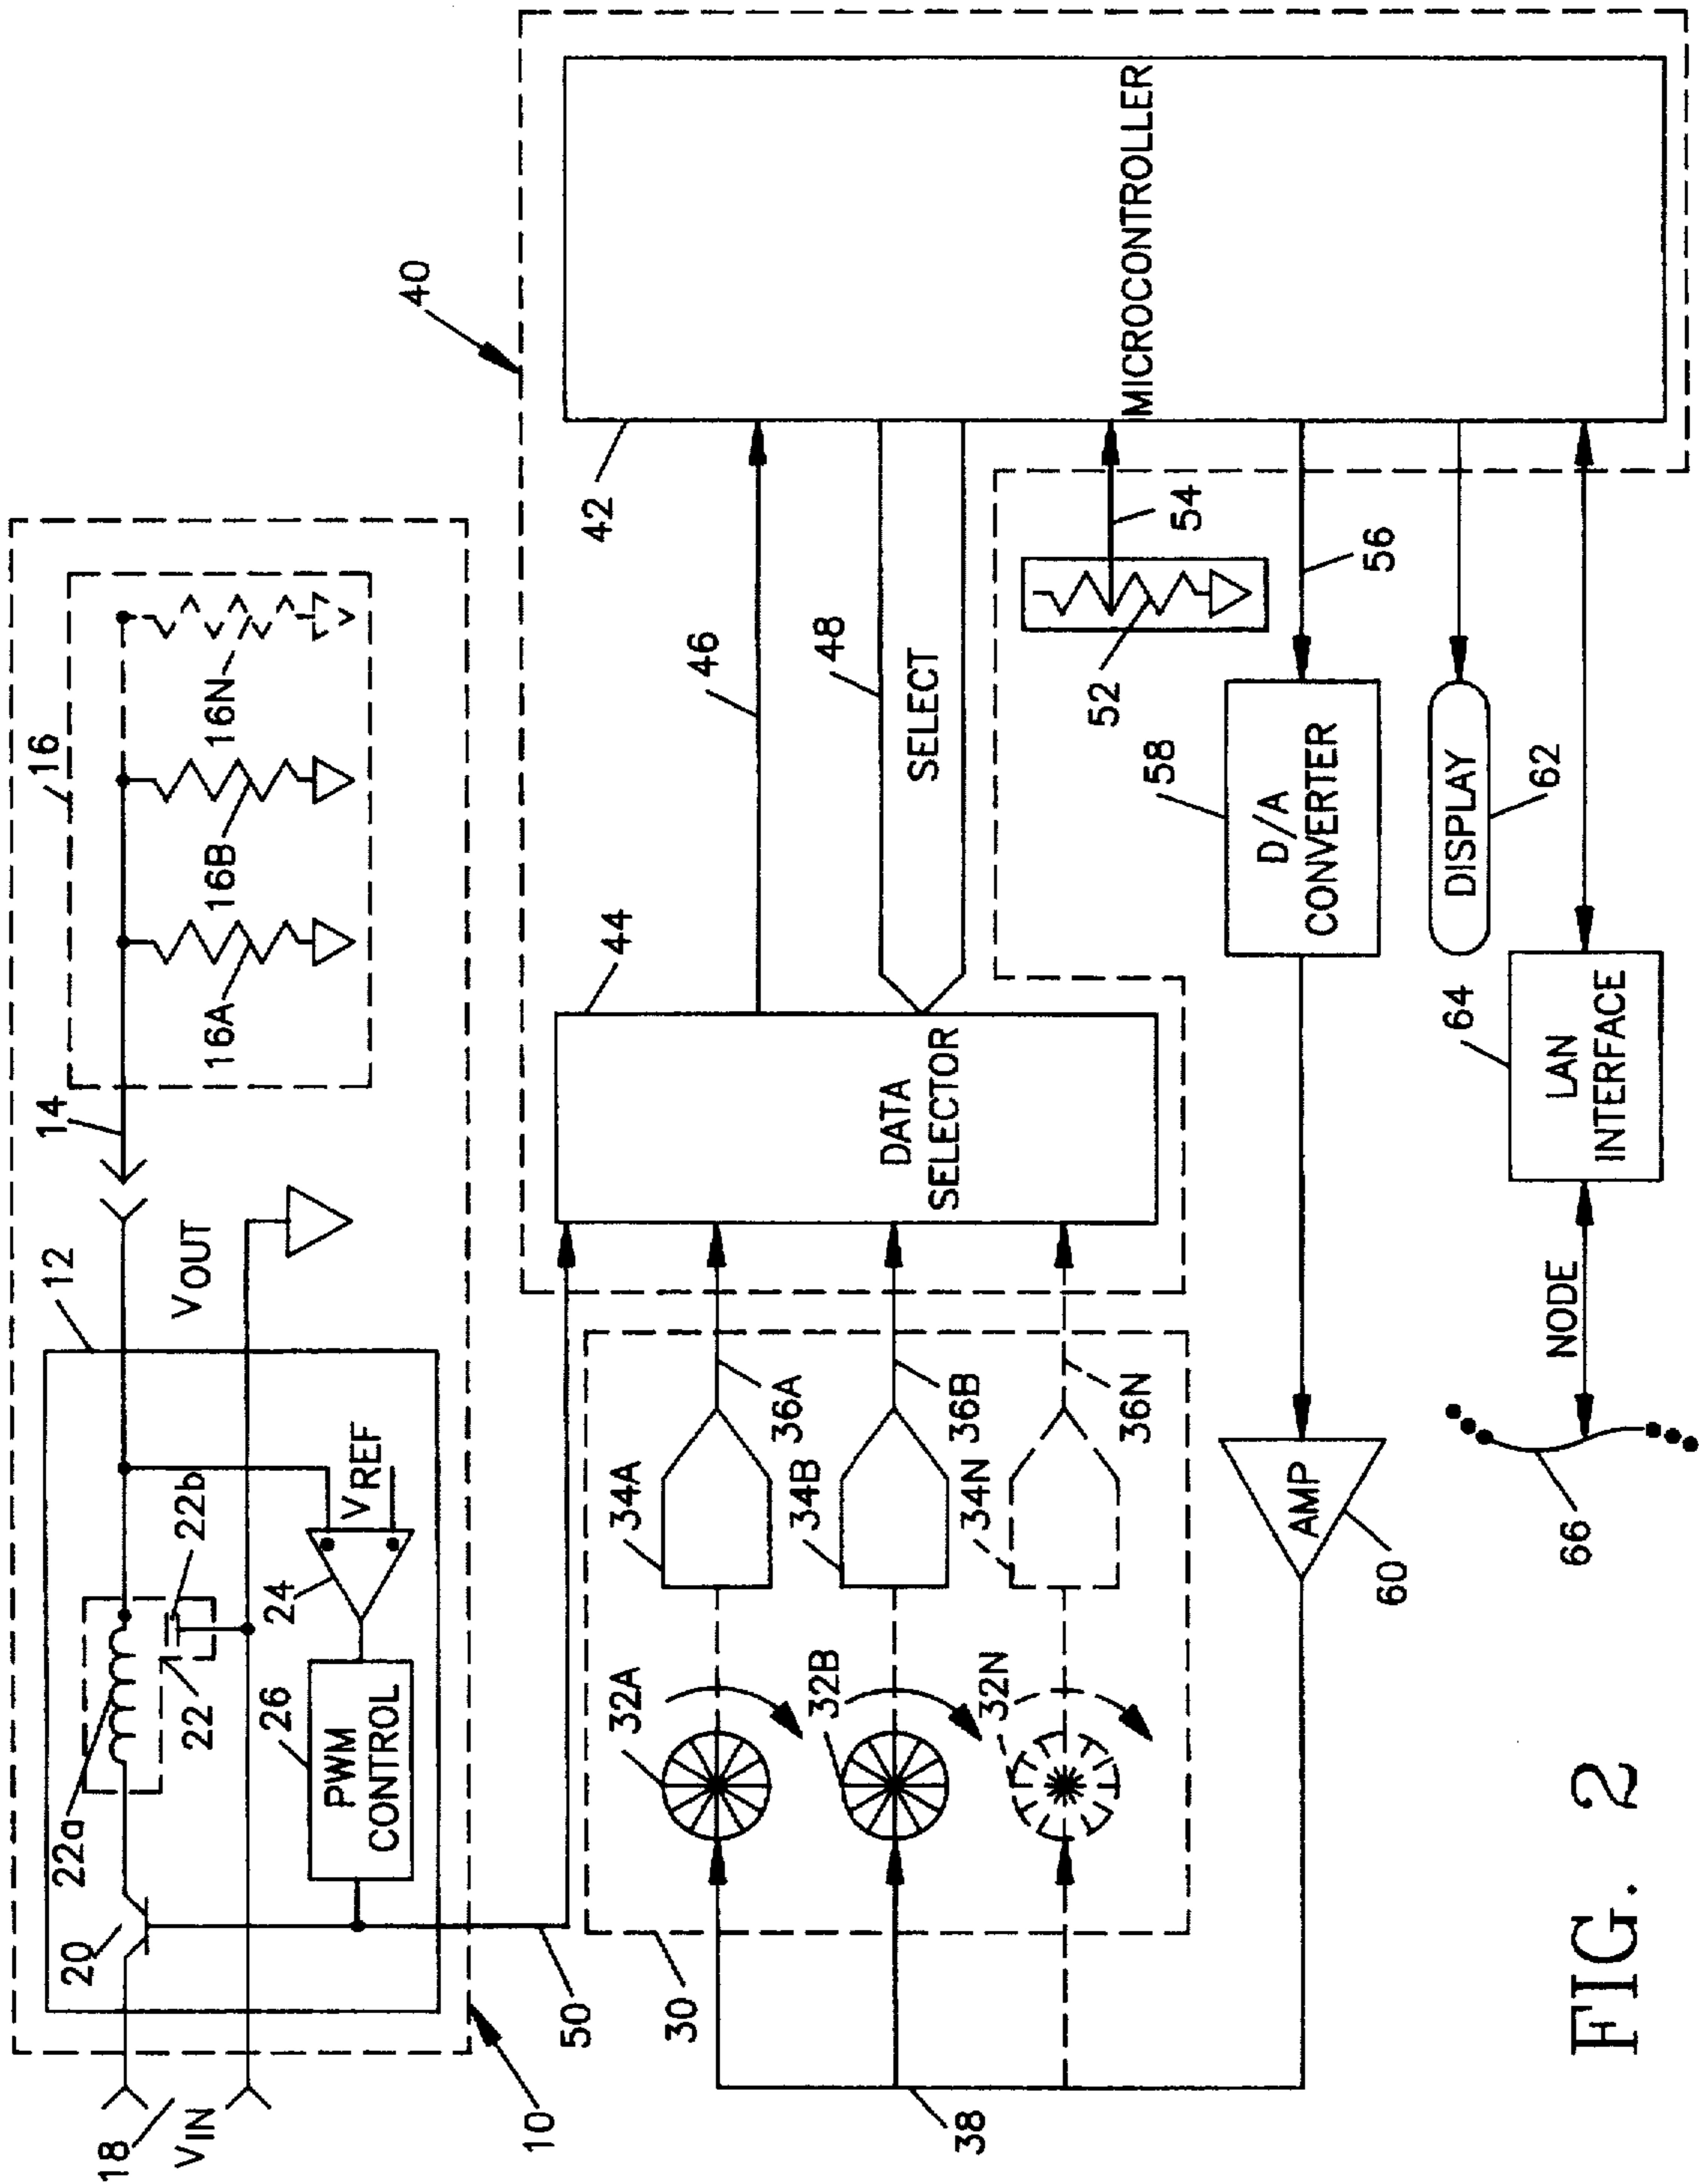 18
VIN
20
22a
22
22b
24
VREF
26
PWM
CONTROL
12
VOUT
14
16
16A
16B
16N
10
50
40
42
MICROCONTROLLER
44
DATA
SELECTOR
46
48
SELECT
30
32A
34A
36A
32B
34B
36B
32N
34N
36N
38
52
54
56
58
D/A
CONVERTER
AMP
60
DISPLAY
62
64
LAN
INTERFACE
NODE
66
FIG. 2